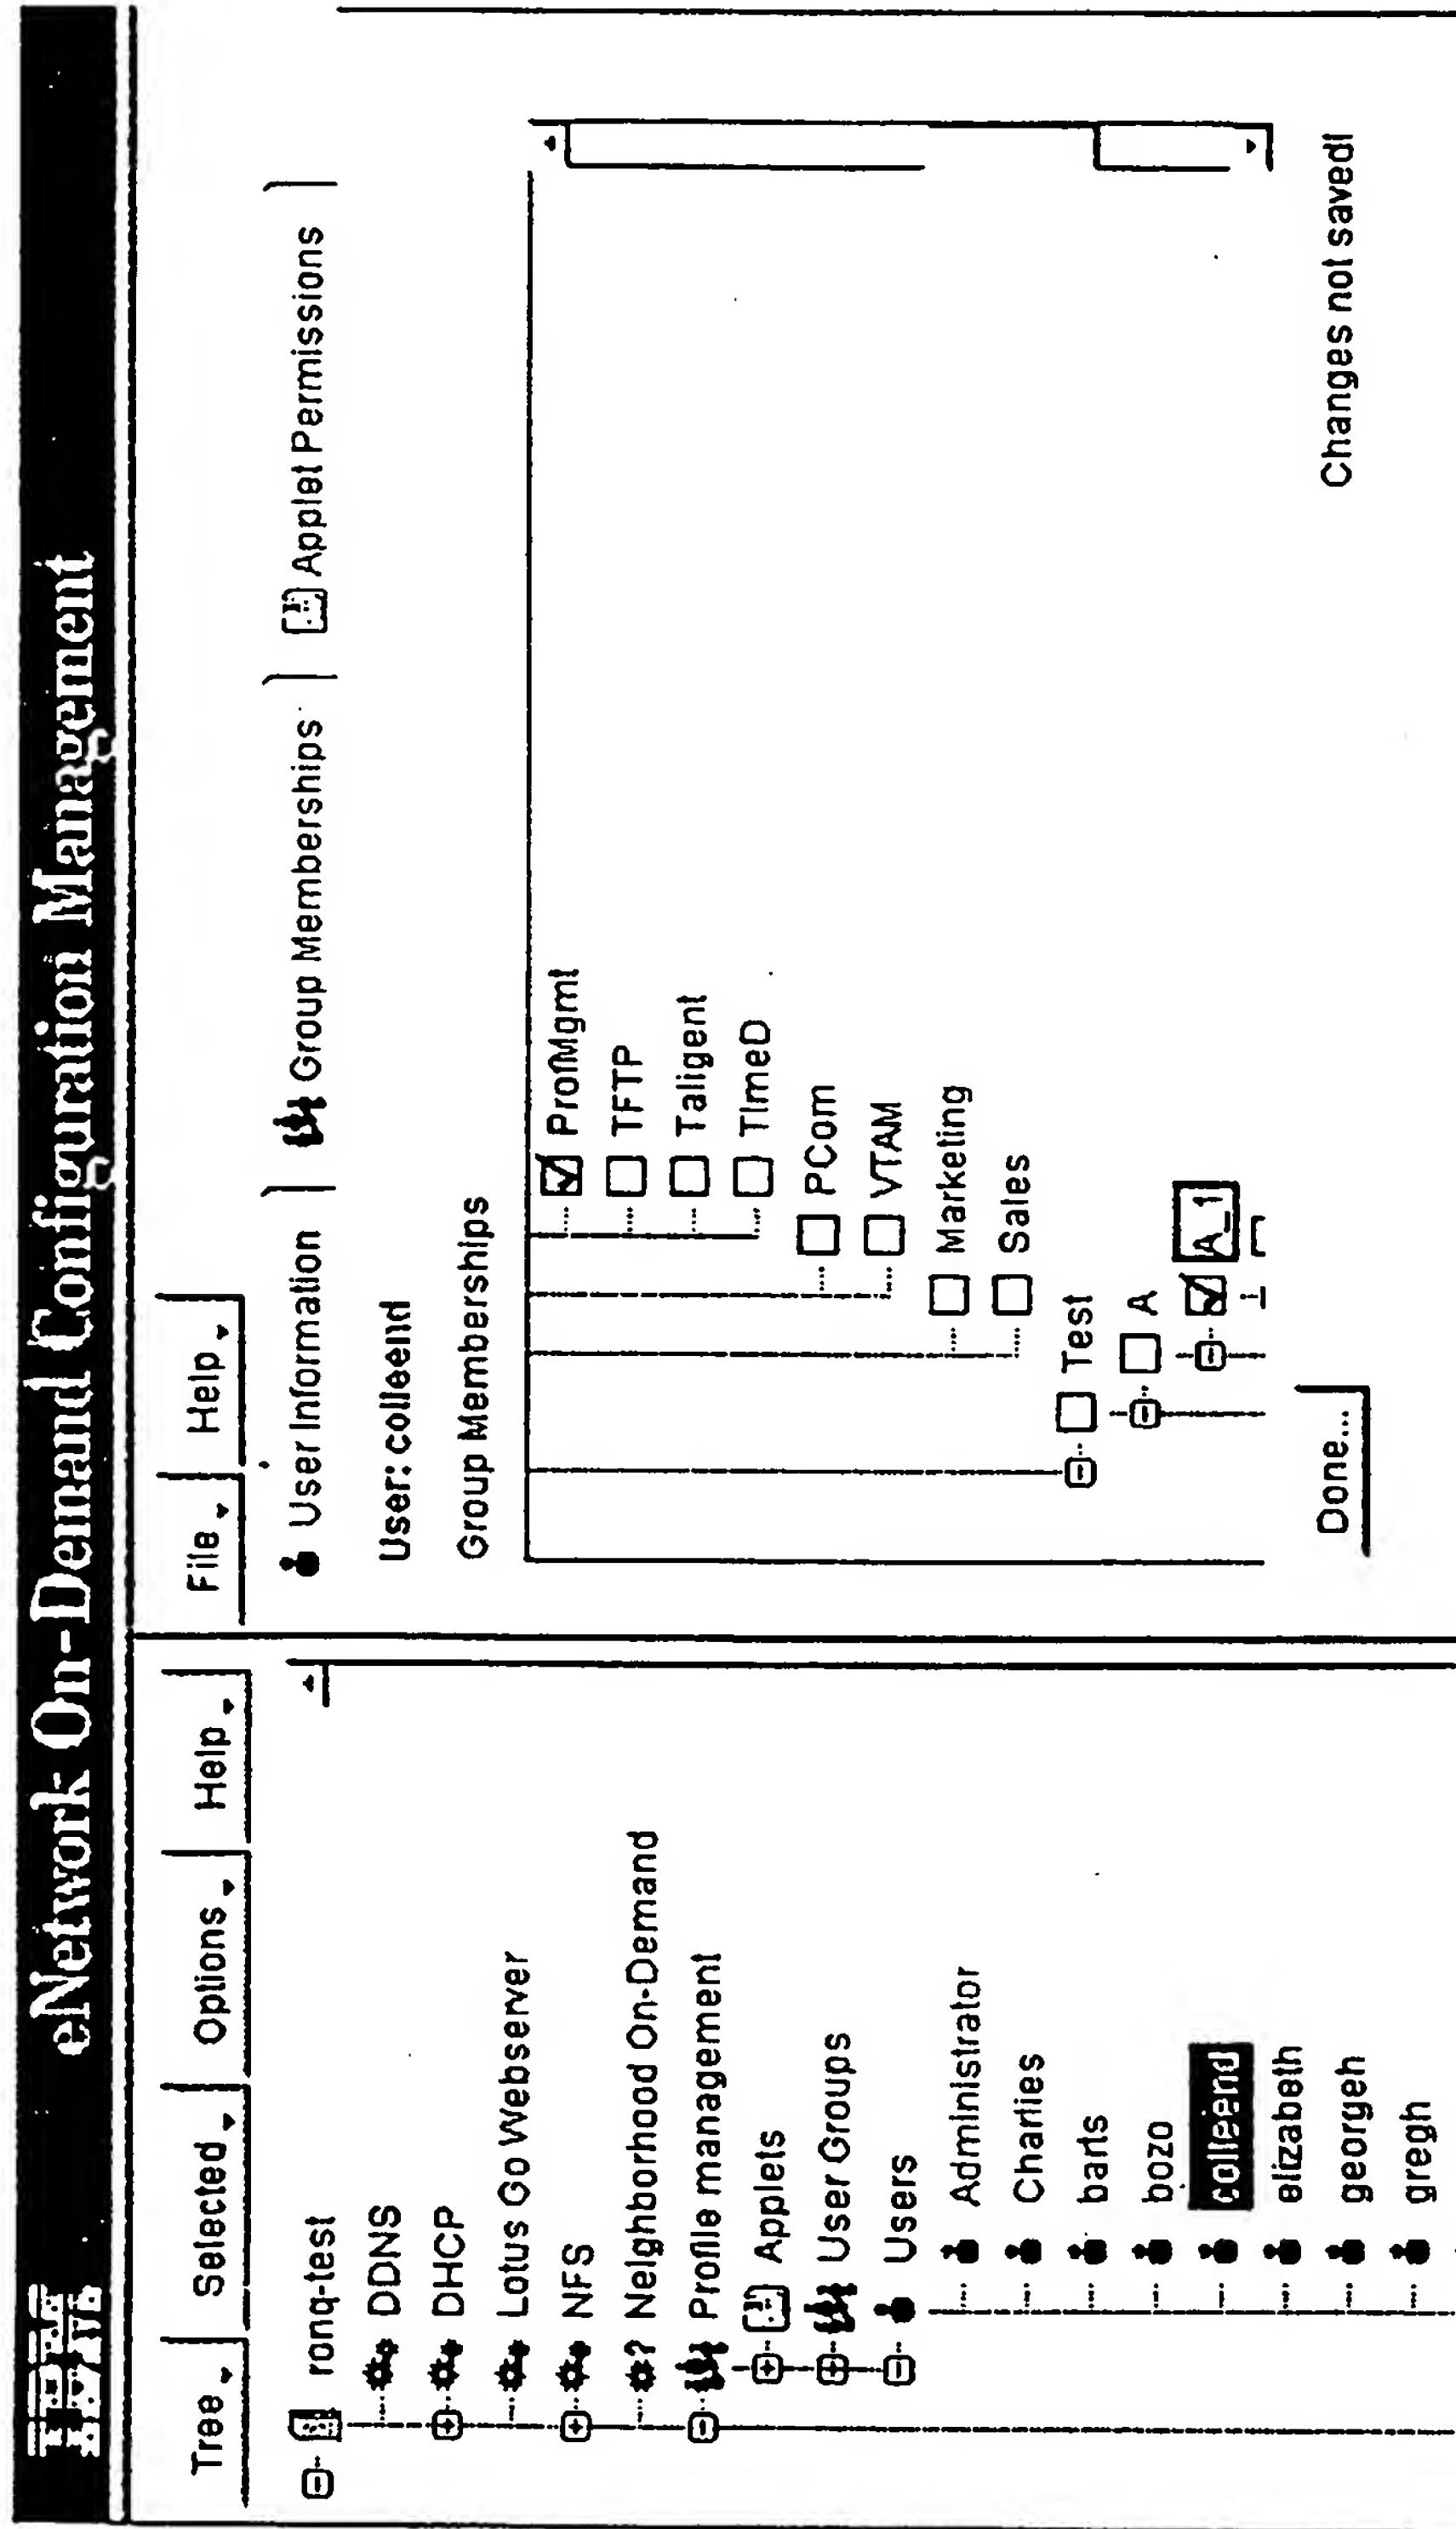 IBM eNetwork On-Demand Configuration Management
Tree Selected Options Help
ronq-test
DDNS
DHCP
Lotus Go Webserver
NFS
? Neighborhood On-Demand
Profile management
Applets
User Groups
Users
Administrator
Charlies
barts
bozo
colleend
elizabeth
georgeh
gregh
File Help
User Information Group Memberships Applet Permissions
User: colleend
Group Memberships
ProfMgmt
TFTP
Taligent
TimeD
PCom
VTAM
Marketing
Sales
Test
A
A_1
Done... Changes not saved!